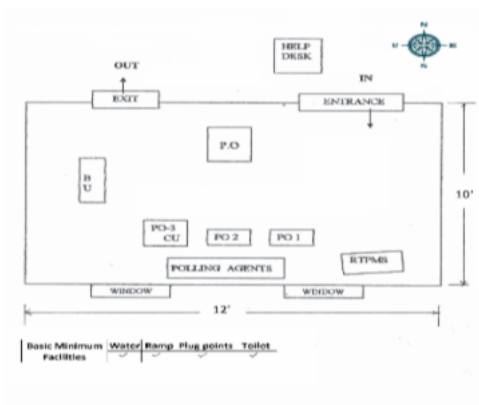 N
W E
S
HELP
DESK
OUT
IN
EXIT
ENTRANCE
P.O
B
U
10'
PO-3
CU
PO 2
PO 1
RTPMS
POLLING AGENTS
WINDOW
WINDOW
12'
Basic Minimum Facilities
Water Ramp Plug points Toilet